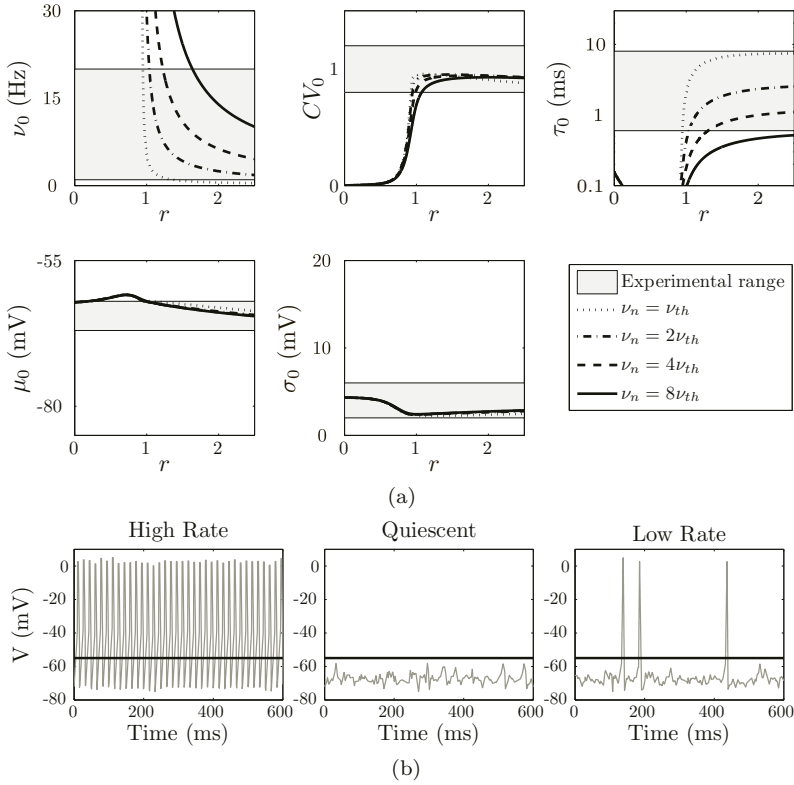 30
15
0
ν₀ (Hz)
0 1 2
r
1
0
CV₀
0 1 2
r
10
1
0.1
τ₀ (ms)
0 1 2
r
-55
-80
μ₀ (mV)
0 1 2
r
20
10
0
σ₀ (mV)
0 1 2
r
Experimental range
νₙ = νth
νₙ = 2νth
νₙ = 4νth
νₙ = 8νth
(a)
High Rate
0
-20
-40
-60
-80
V (mV)
0 200 400 600
Time (ms)
Quiescent
0
-20
-40
-60
-80
0 200 400 600
Time (ms)
Low Rate
0
-20
-40
-60
-80
0 200 400 600
Time (ms)
(b)